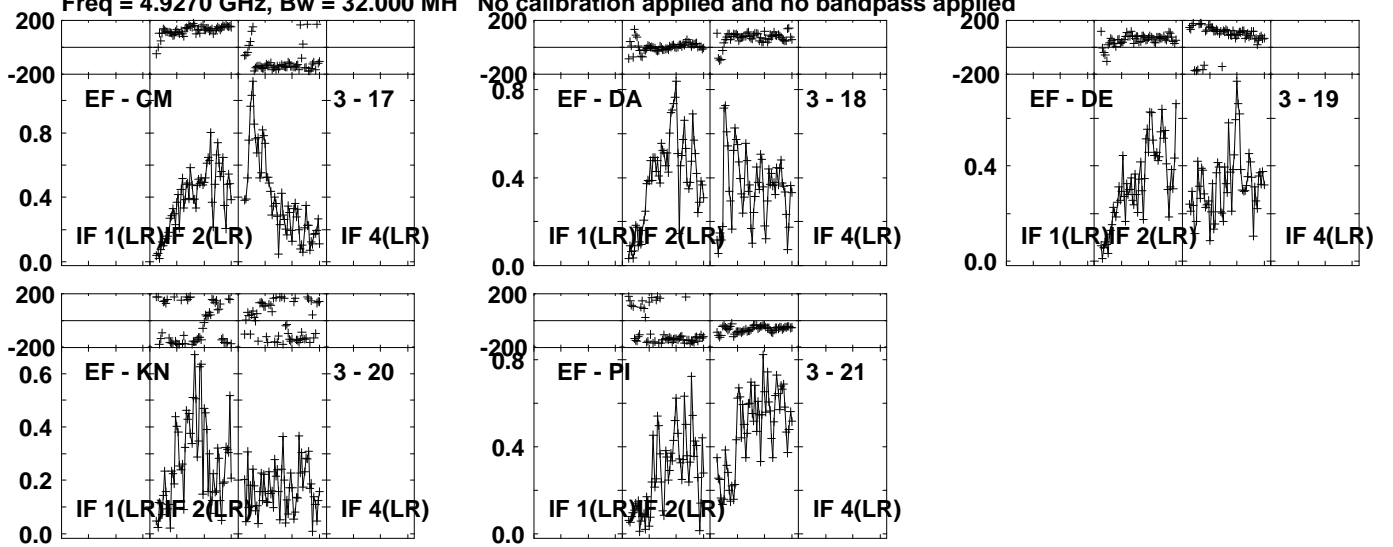 Freq = 4.9270 GHz, Bw = 32.000 MH No calibration applied and no bandpass applied
200
-200
EF - CM 3 - 17
0.8
0.4
0.0
IF 1(LR) IF 2(LR) IF 4(LR)
-200
0.8
EF - DA 3 - 18
0.4
0.0
IF 1(LR) IF 2(LR) IF 4(LR)
200
-200
EF - DE 3 - 19
0.4
0.0
IF 1(LR) IF 2(LR) IF 4(LR)
200
-200
0.6
EF - KN 3 - 20
0.4
0.2
0.0
IF 1(LR) IF 2(LR) IF 4(LR)
200
-200
0.8
EF - PI 3 - 21
0.4
0.0
IF 1(LR) IF 2(LR) IF 4(LR)